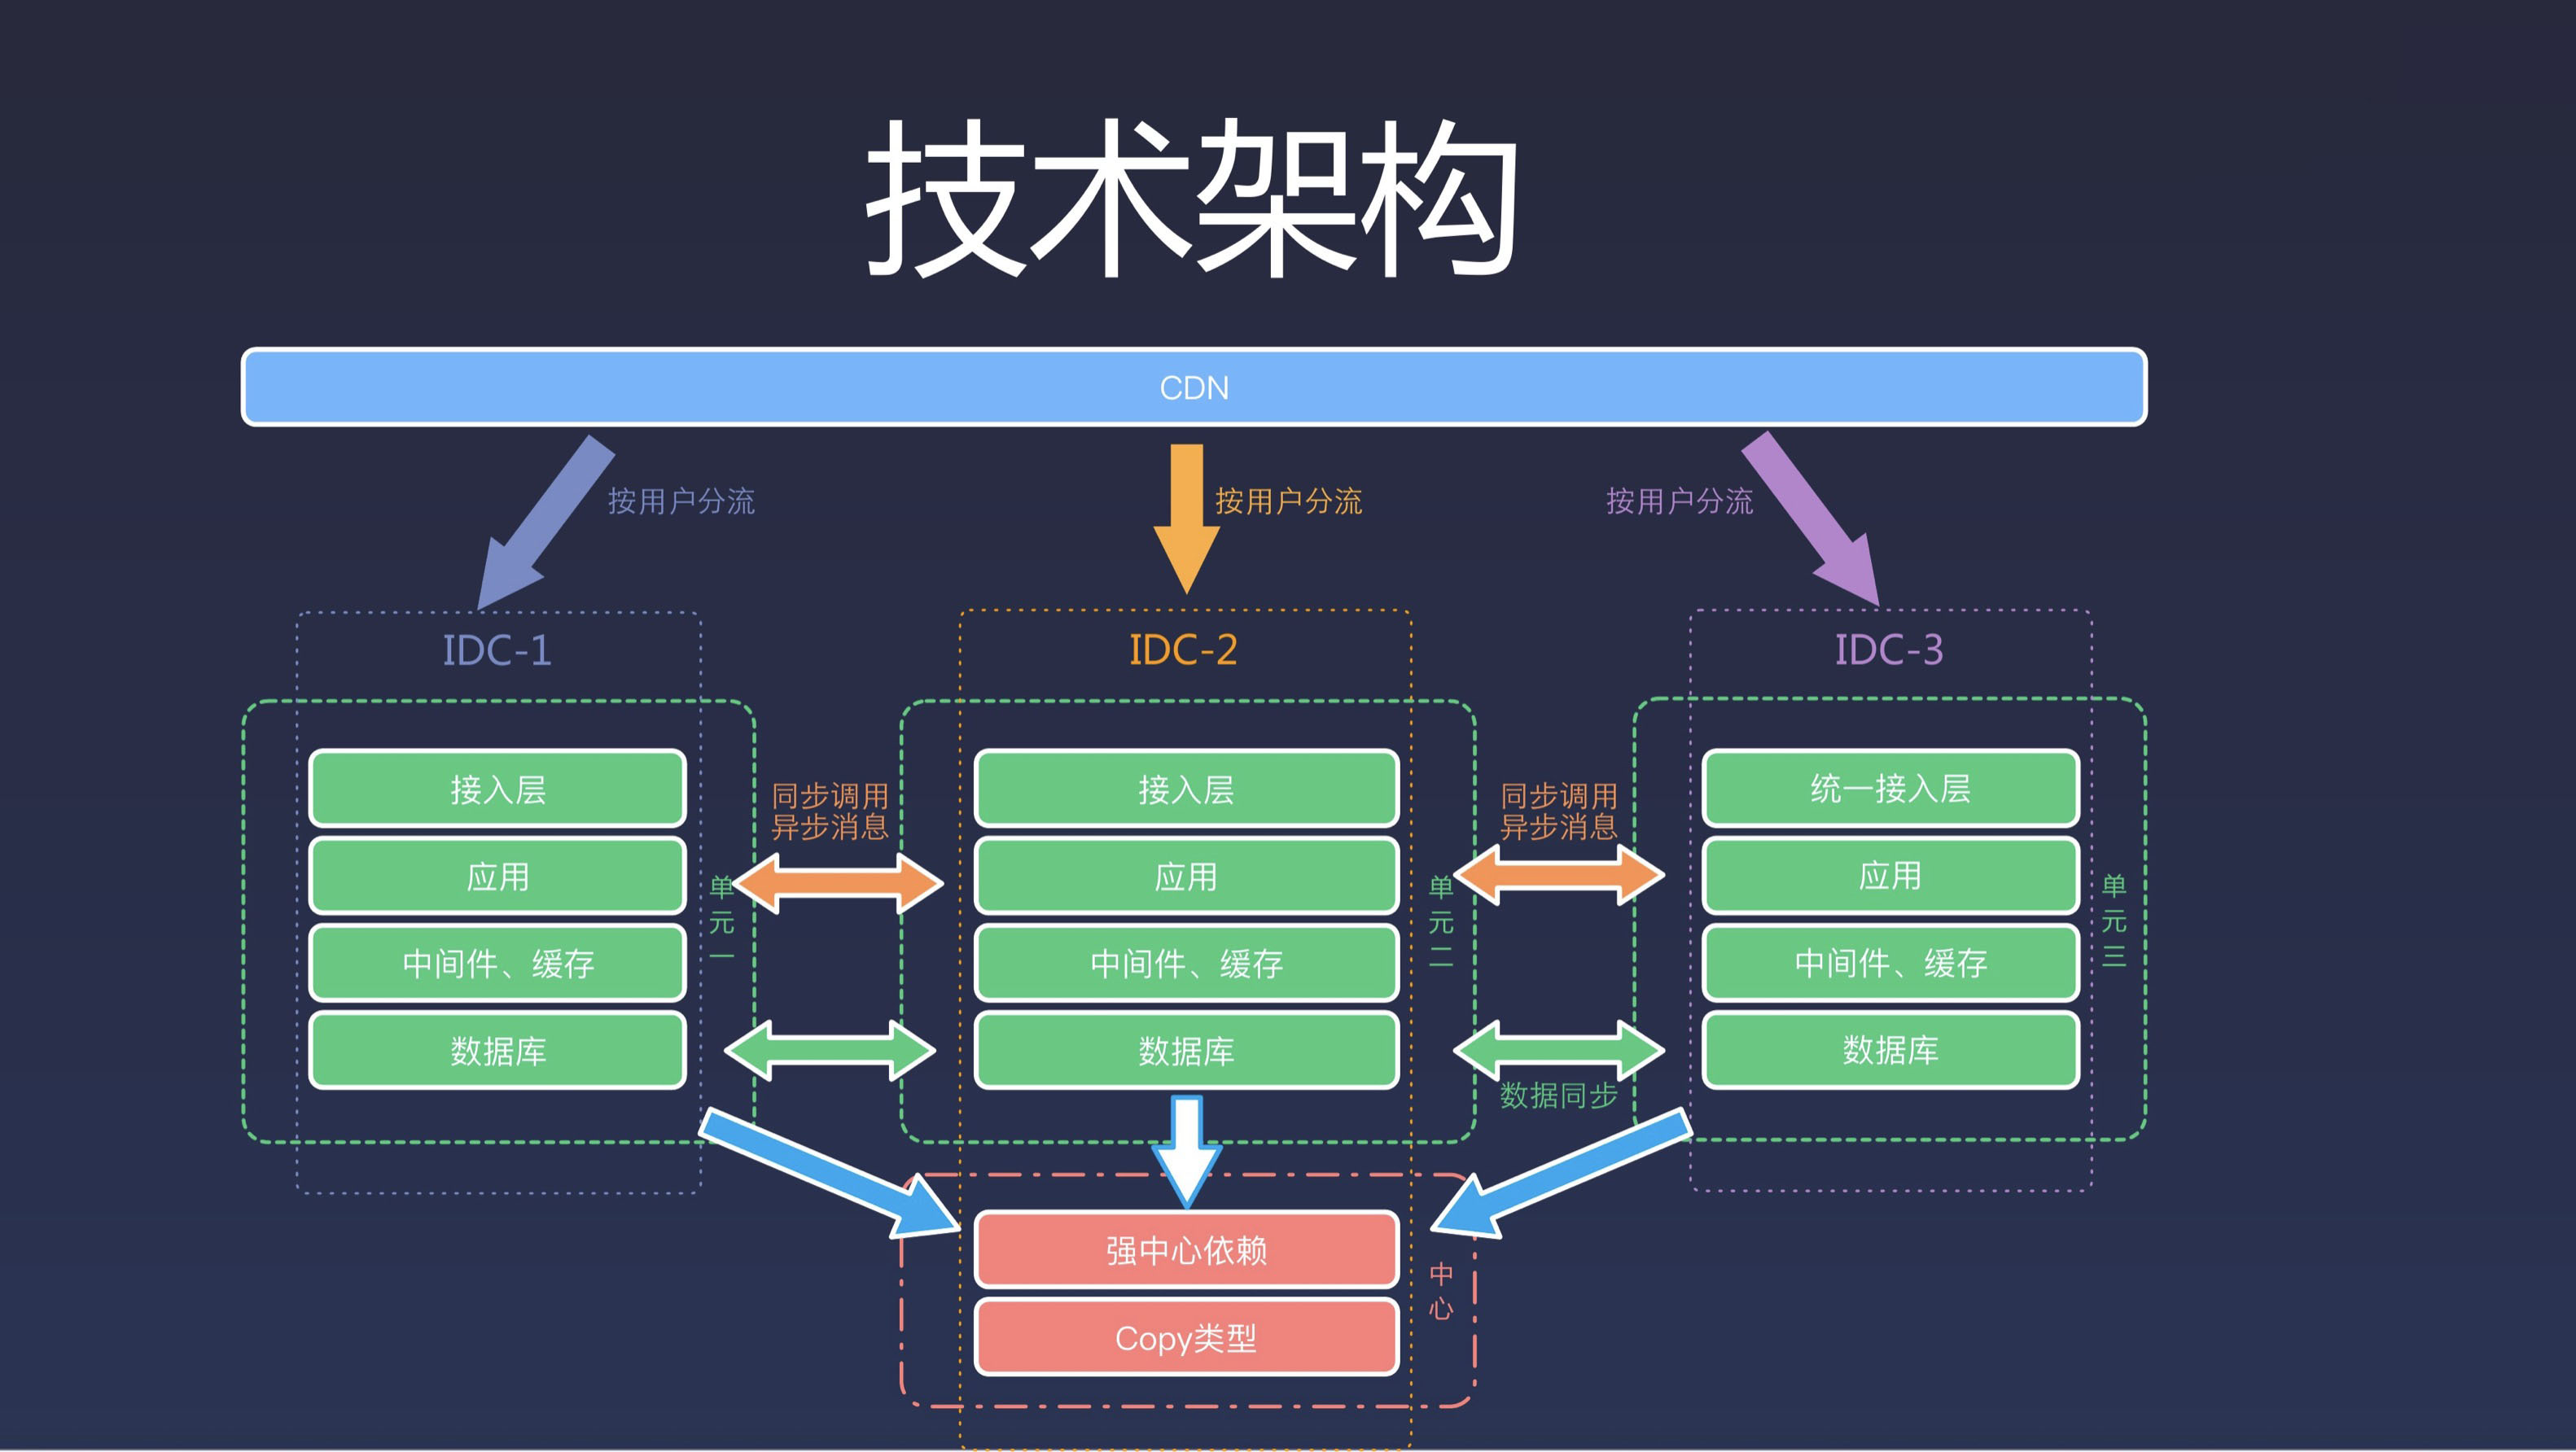 技术架构
CDN
按用户分流
按用户分流
按用户分流
IDC-1
IDC-2
IDC-3
接入层
应用
中间件、缓存
数据库
单元一
同步调用
异步消息
接入层
应用
中间件、缓存
数据库
单元二
同步调用
异步消息
数据同步
统一接入层
应用
中间件、缓存
数据库
单元三
强中心依赖
Copy类型
中心